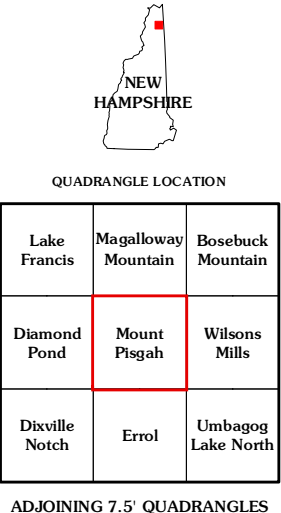 NEW
HAMPSHIRE
QUADRANGLE LOCATION
Lake
Francis
Magalloway
Mountain
Bosebuck
Mountain
Diamond
Pond
Mount
Pisgah
Wilsons
Mills
Dixville
Notch
Errol
Umbagog
Lake North
ADJOINING 7.5' QUADRANGLES